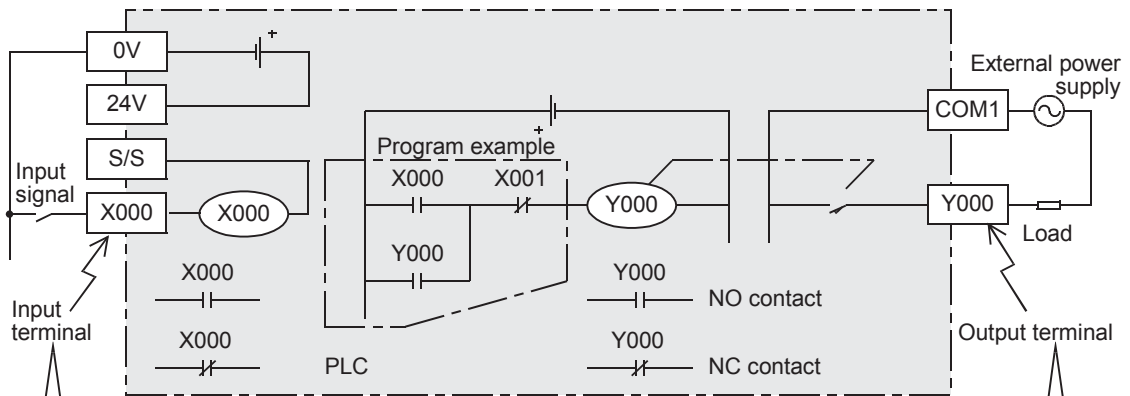 0V
24V
S/S
Input
signal
X000
X000
Program example
X000
X001
Y000
Y000
COM1
External power
supply
Y000
Load
Input
terminal
X000
Y000
NO contact
X000
PLC
Y000
NC contact
Output terminal